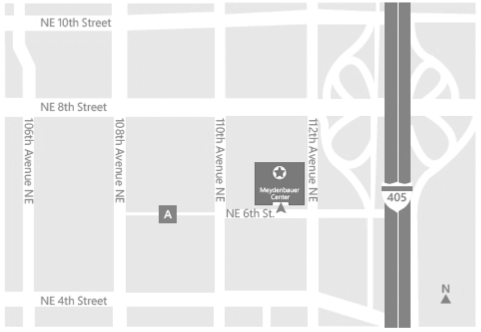 NE 10th Street
NE 8th Street
106th Avenue NE
108th Avenue NE
110th Avenue NE
112th Avenue NE
Meydenbauer
Center
A
NE 6th St.
405
N
NE 4th Street